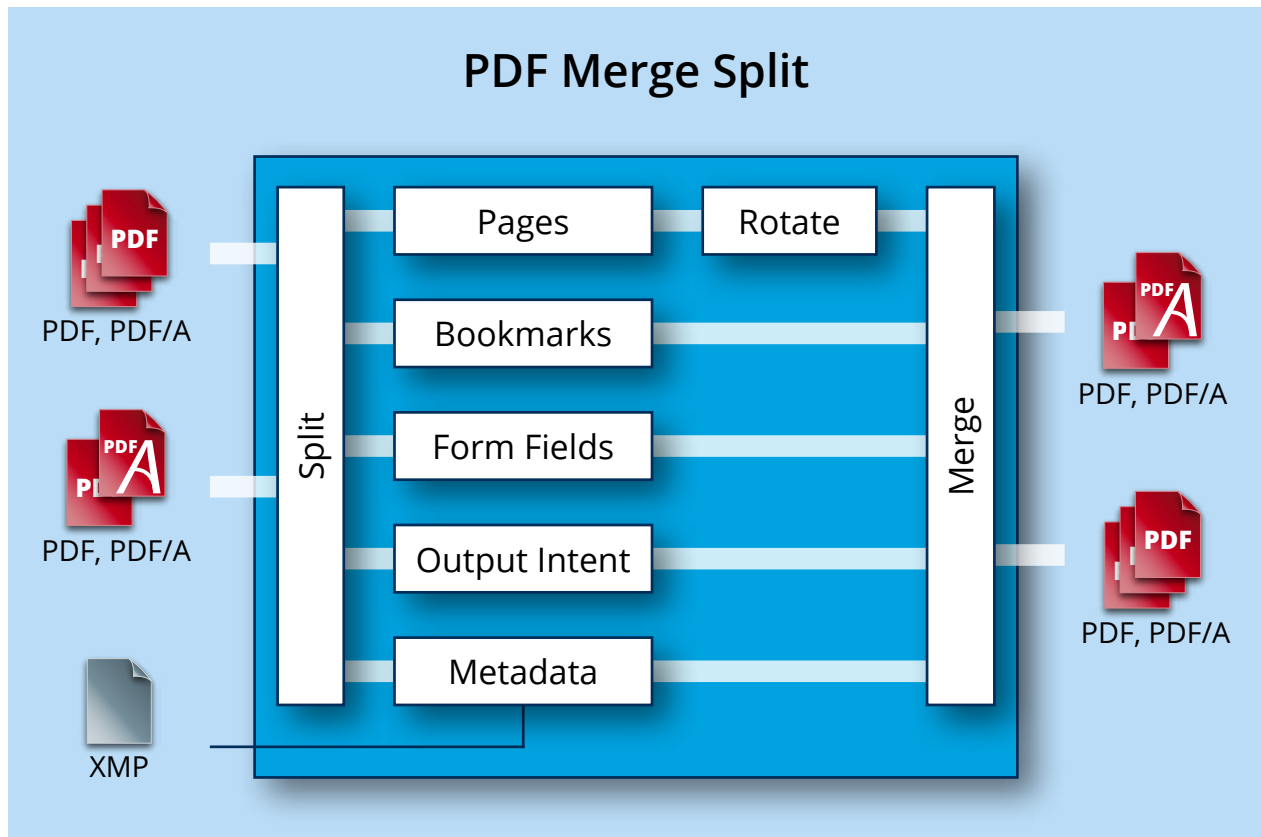 PDF Merge Split
PDF
PDF, PDF/A
PDF
A
PDF, PDF/A
XMP
Split
Pages
Rotate
Bookmarks
Form Fields
Output Intent
Metadata
Merge
PDF
A
PDF, PDF/A
PDF
PDF, PDF/A